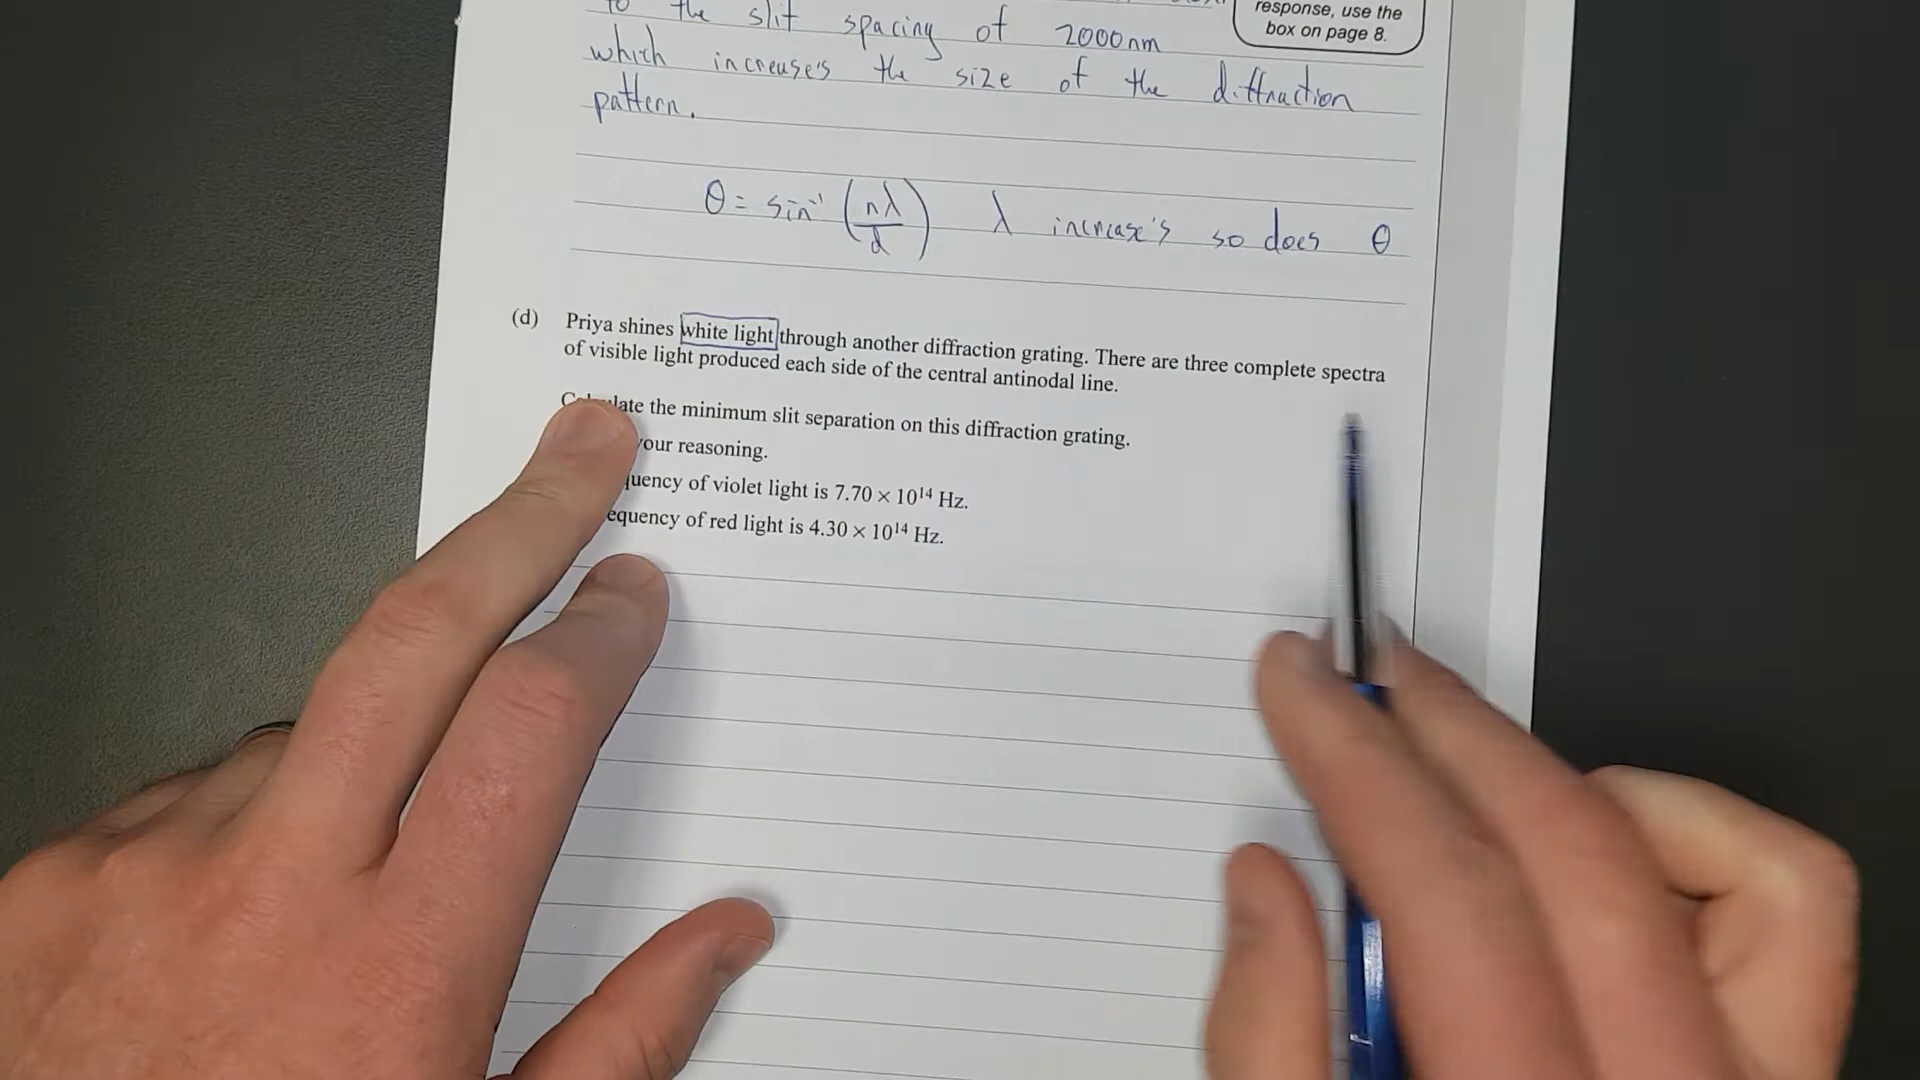 response, use the
box on page 8.
to the slit spacing of 2000nm
which increase's the size of the diffraction
pattern.
θ = sin⁻¹ (nλ/d) λ increase's so does θ
(d) Priya shines white light through another diffraction grating. There are three complete spectra
of visible light produced each side of the central antinodal line.
late the minimum slit separation on this diffraction grating.
your reasoning.
quency of violet light is 7.70 × 10¹⁴ Hz.
equency of red light is 4.30 × 10¹⁴ Hz.